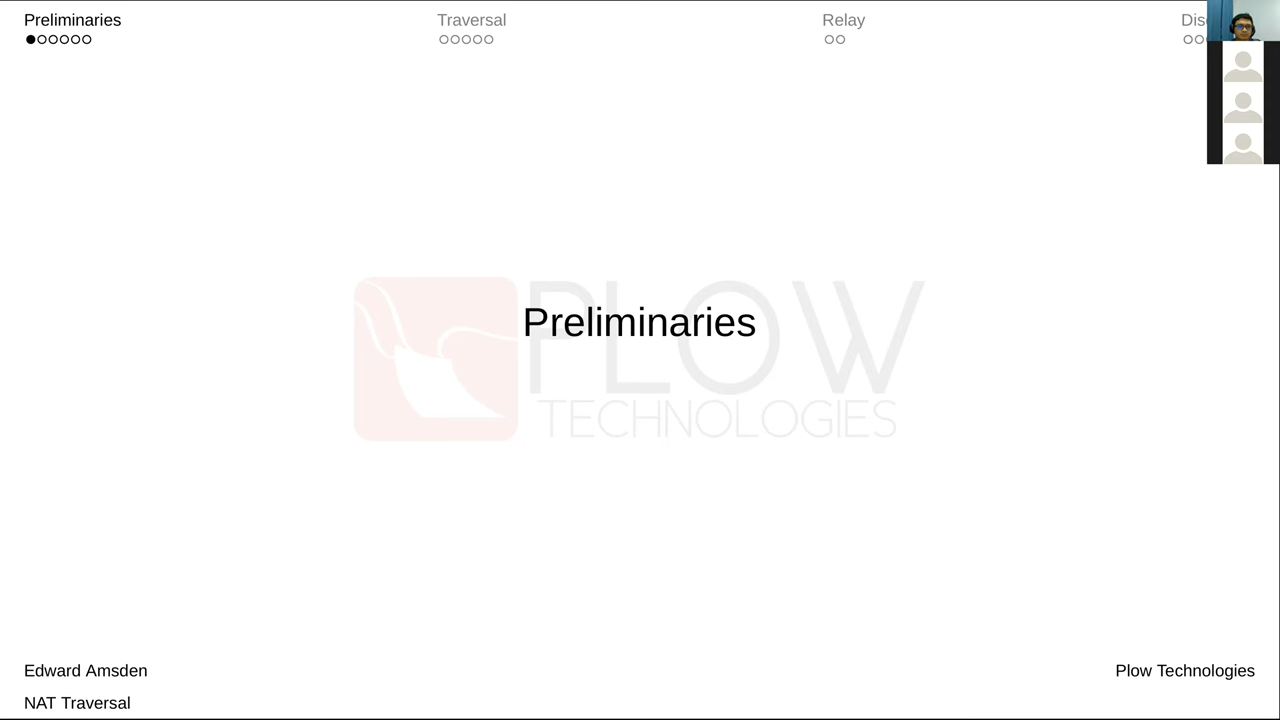 Preliminaries
Traversal
Relay
Preliminaries
PLOW
TECHNOLOGIES
Edward Amsden
Plow Technologies
NAT Traversal